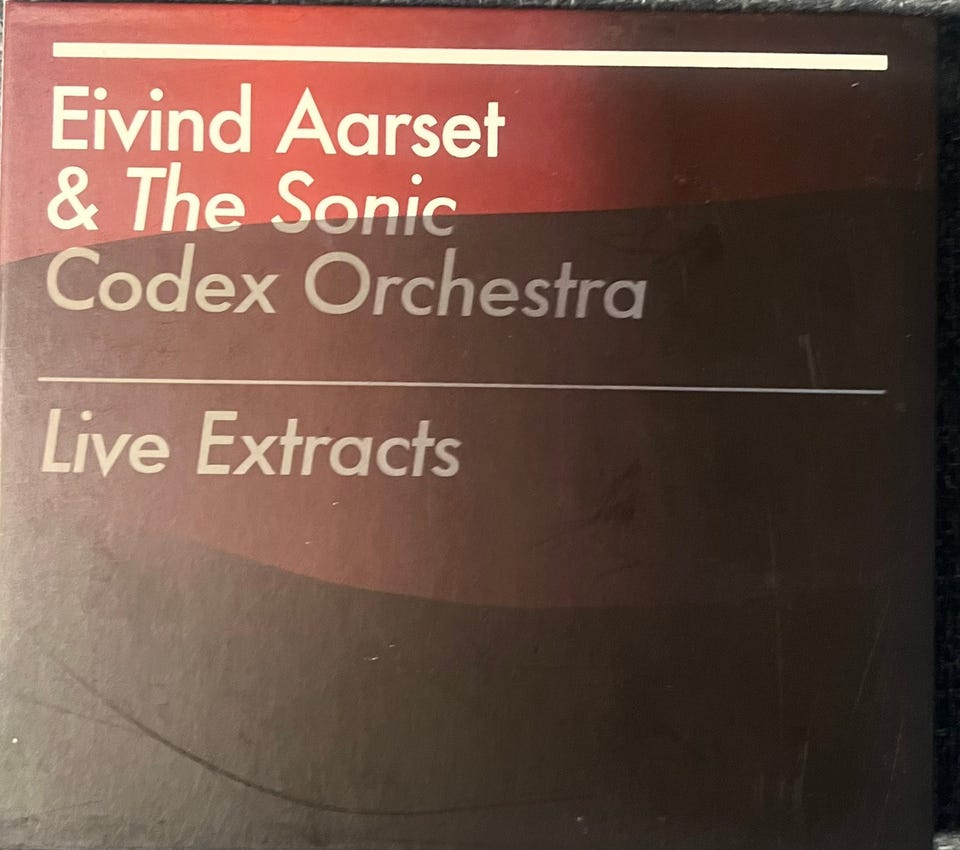 Eivind Aarset
& The Sonic
Codex Orchestra
Live Extracts